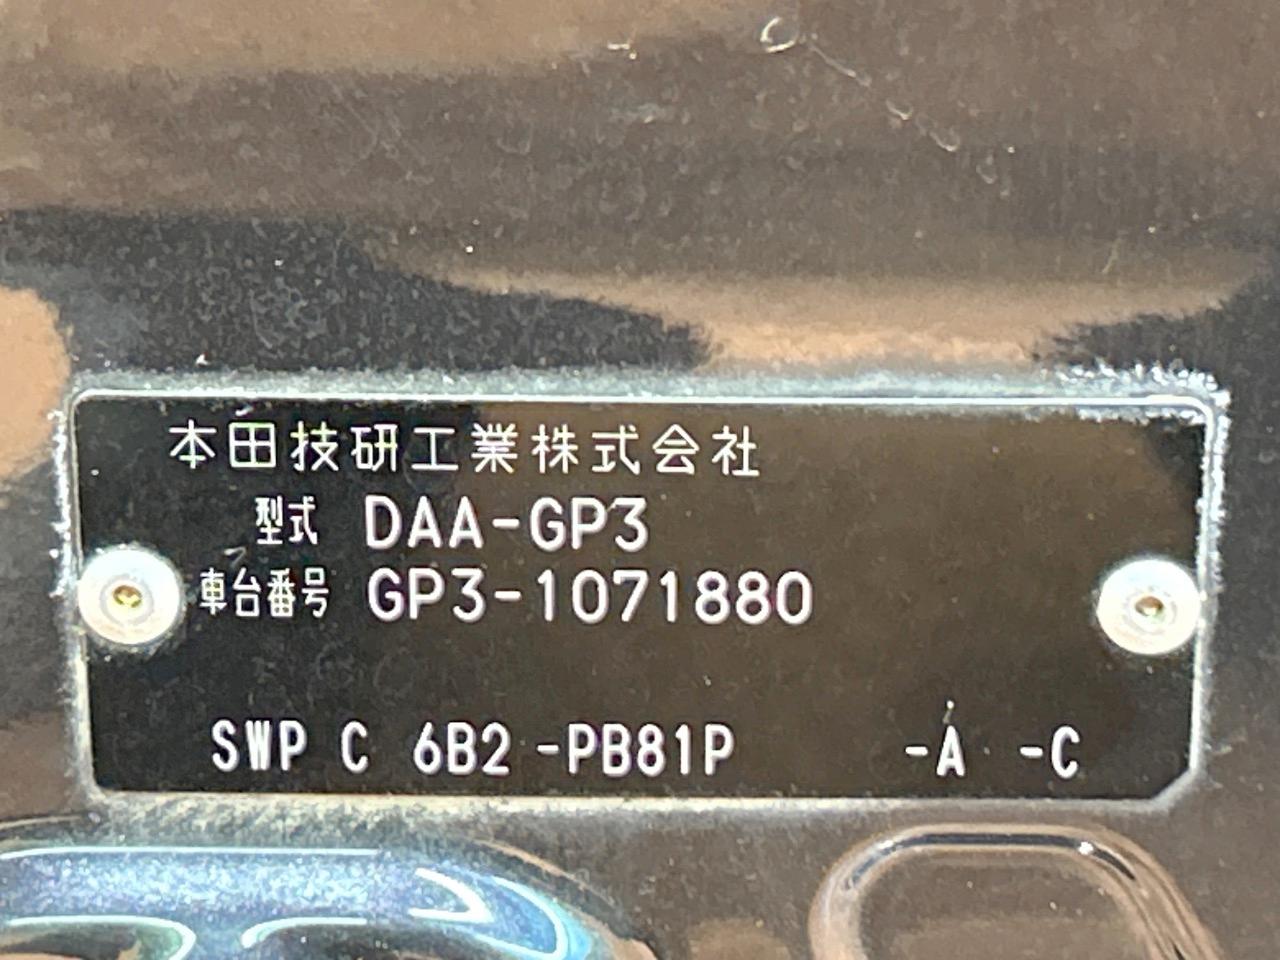 本田技研工業株式会社
型式 DAA-GP3
車台番号 GP3-1071880
SWP C 6B2 -PB81P -A -C